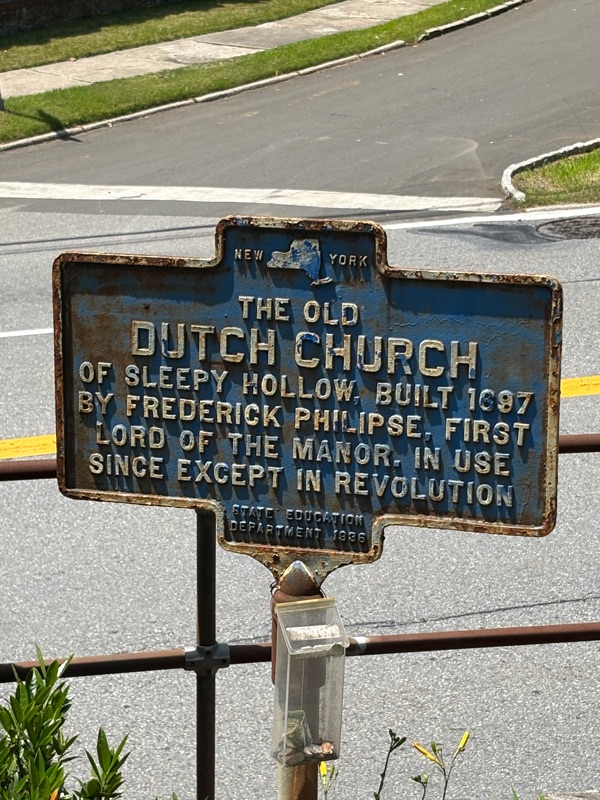 NEW YORK
THE OLD
DUTCH CHURCH
OF SLEEPY HOLLOW, BUILT 1697
BY FREDERICK PHILIPSE, FIRST
LORD OF THE MANOR. IN USE
SINCE EXCEPT IN REVOLUTION
STATE EDUCATION
DEPARTMENT 1936